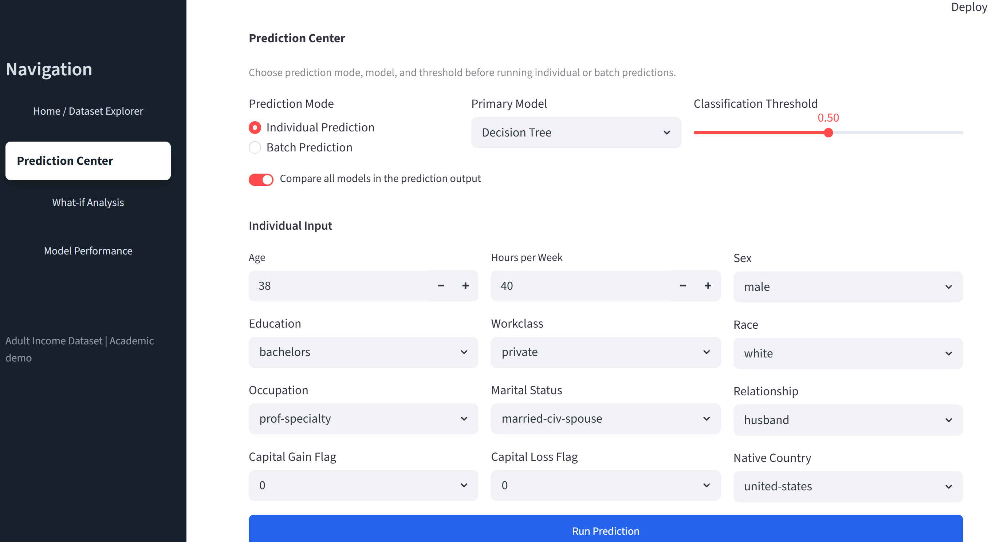 Deploy
Navigation
Home / Dataset Explorer
Prediction Center
What-if Analysis
Model Performance
Adult Income Dataset | Academic
demo
Prediction Center
Choose prediction mode, model, and threshold before running individual or batch predictions.
Prediction Mode
Individual Prediction
Batch Prediction
Primary Model
Decision Tree
Classification Threshold
0.50
Compare all models in the prediction output
Individual Input
Age
38
Hours per Week
40
Sex
male
Education
bachelors
Workclass
private
Race
white
Occupation
prof-specialty
Marital Status
married-civ-spouse
Relationship
husband
Capital Gain Flag
0
Capital Loss Flag
0
Native Country
united-states
Run Prediction